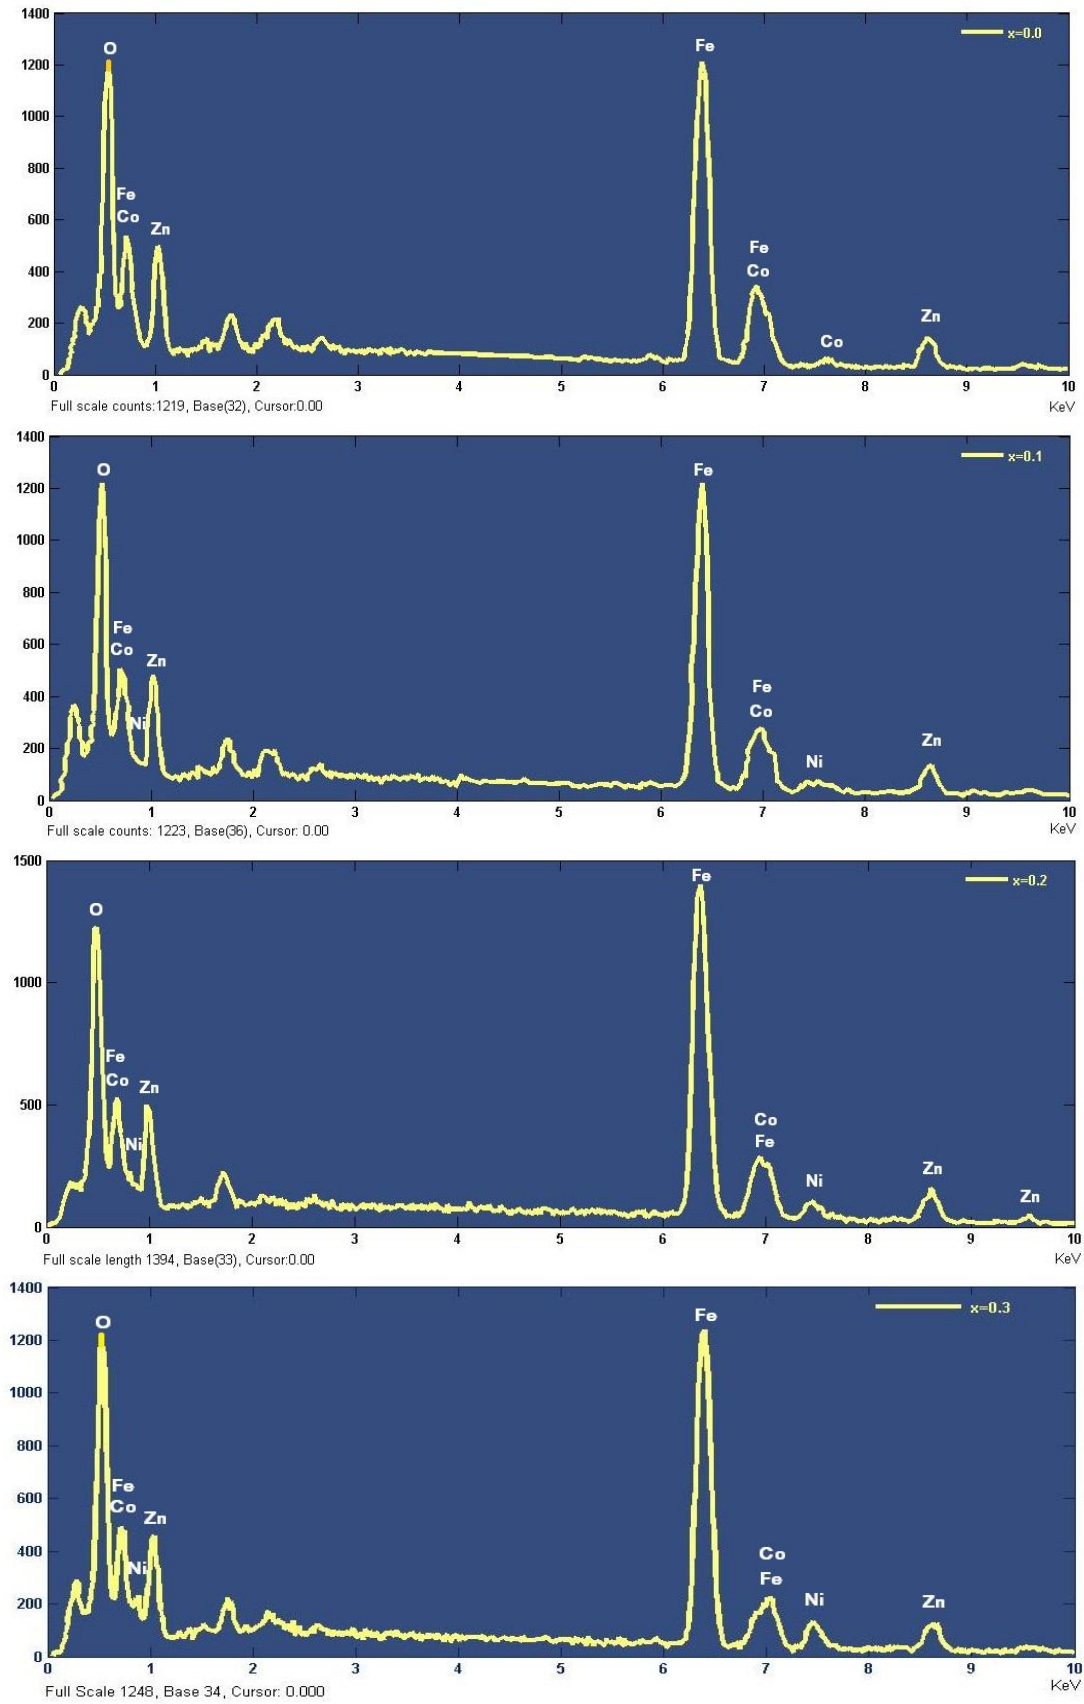 1400
x=0.0
O
Fe
1200
1000
800
Fe
Co
Zn
600
Fe
Co
400
Zn
Co
200
0
0 1 2 3 4 5 6 7 8 9 10
Full scale counts:1219, Base(32), Cursor:0.00
KeV
1400
x=0.1
O
Fe
1200
1000
800
Fe
Co
Zn
600
Fe
Co
400
Ni
Ni
Zn
200
0
0 1 2 3 4 5 6 7 8 9 10
Full scale counts: 1223, Base(36), Cursor: 0.00
KeV
1500
Fe
x=0.2
O
1000
Fe
Co
Zn
500
Ni
Co
Fe
Ni
Zn
Zn
0
0 1 2 3 4 5 6 7 8 9 10
Full scale length 1394, Base(33), Cursor:0.00
KeV
1400
x=0.3
O
Fe
1200
1000
800
Fe
Co
Zn
600
Ni
Co
Fe
400
Ni
Zn
200
0
0 1 2 3 4 5 6 7 8 9 10
Full Scale 1248, Base 34, Cursor: 0.000
KeV